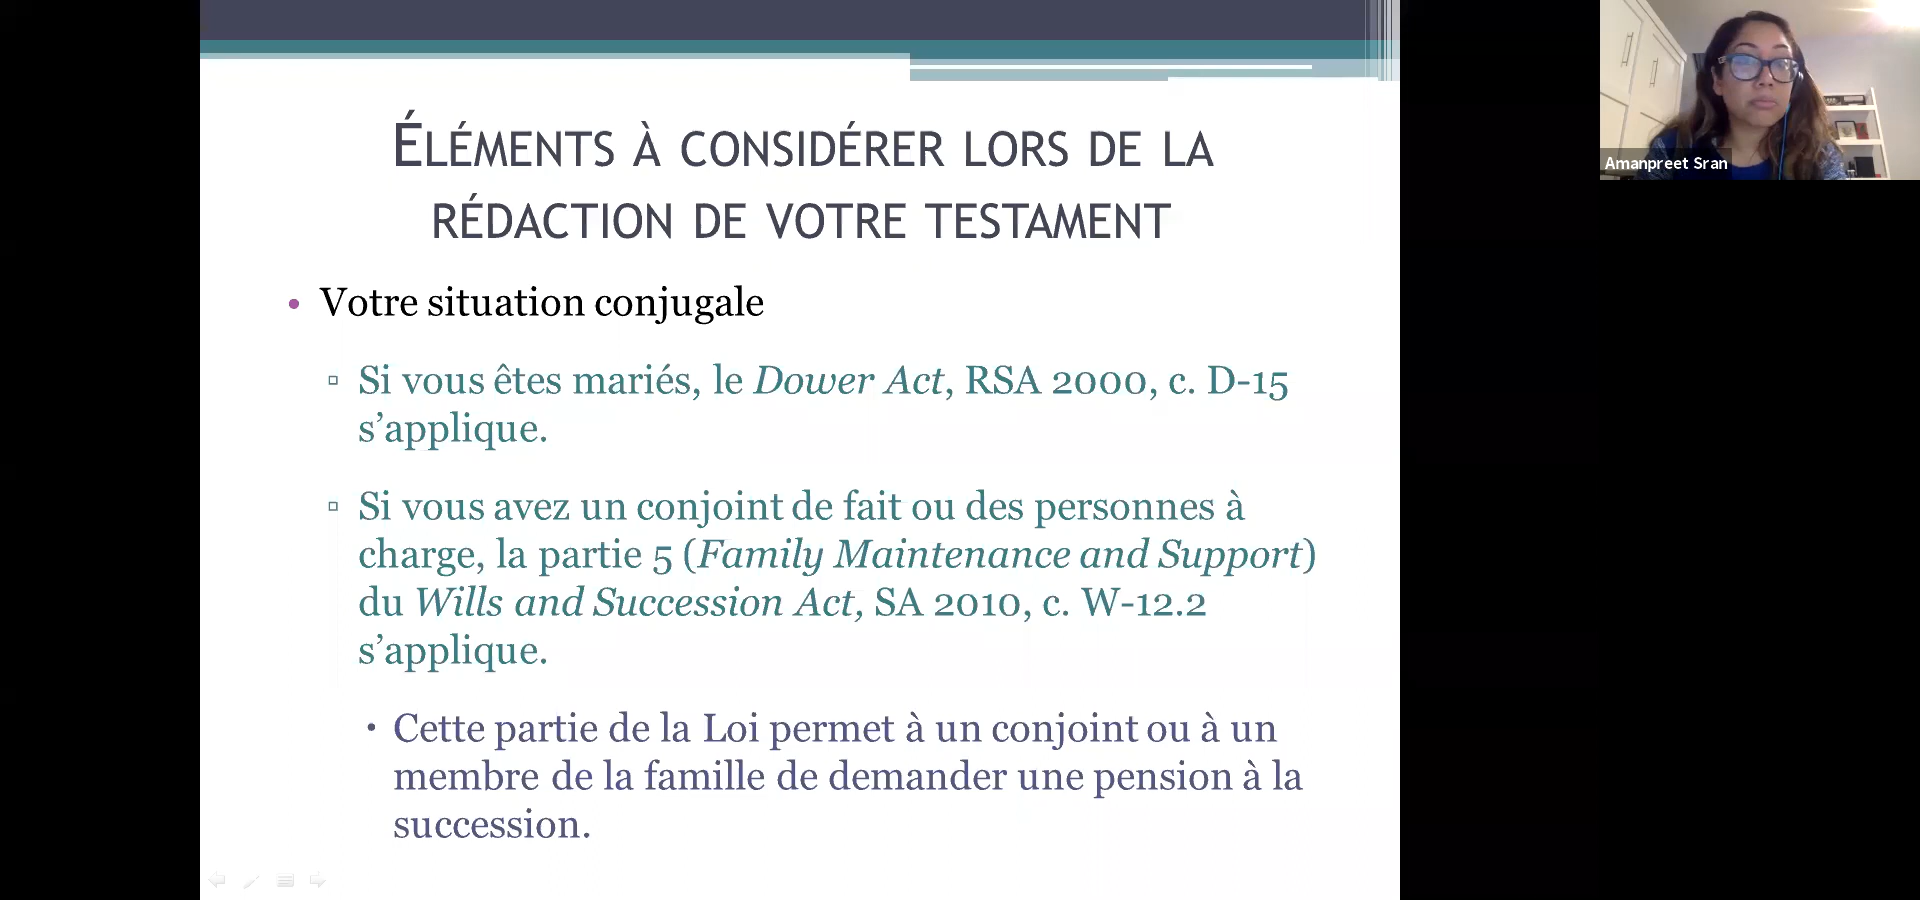 Éléments à considérer lors de la
rédaction de votre testament
• Votre situation conjugale
▫ Si vous êtes mariés, le Dower Act, RSA 2000, c. D-15
s’applique.
▫ Si vous avez un conjoint de fait ou des personnes à
charge, la partie 5 (Family Maintenance and Support)
du Wills and Succession Act, SA 2010, c. W-12.2
s’applique.
▪ Cette partie de la Loi permet à un conjoint ou à un
membre de la famille de demander une pension à la
succession.
Amanpreet Sran